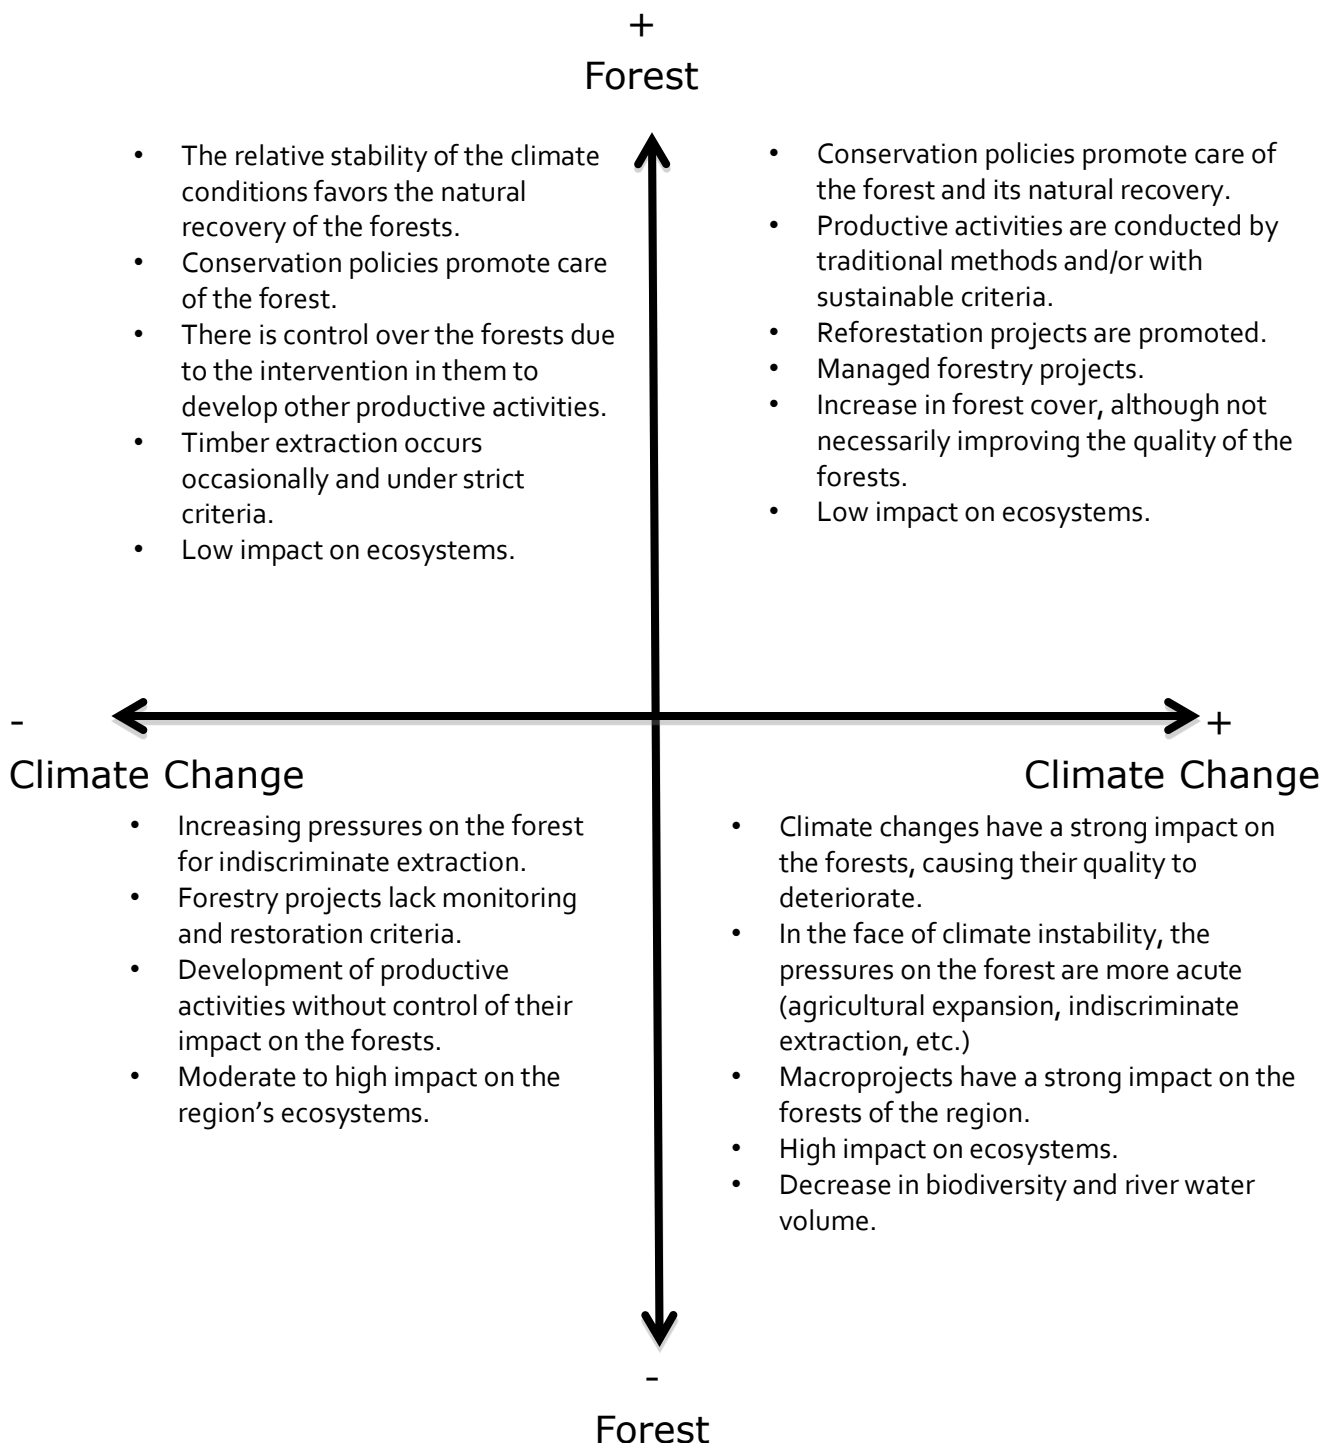 +
Forest
• The relative stability of the climate
conditions favors the natural
recovery of the forests.
• Conservation policies promote care
of the forest.
• There is control over the forests due
to the intervention in them to
develop other productive activities.
• Timber extraction occurs
occasionally and under strict
criteria.
• Low impact on ecosystems.
• Conservation policies promote care of
the forest and its natural recovery.
• Productive activities are conducted by
traditional methods and/or with
sustainable criteria.
• Reforestation projects are promoted.
• Managed forestry projects.
• Increase in forest cover, although not
necessarily improving the quality of the
forests.
• Low impact on ecosystems.
-
Climate Change
+
Climate Change
• Increasing pressures on the forest
for indiscriminate extraction.
• Forestry projects lack monitoring
and restoration criteria.
• Development of productive
activities without control of their
impact on the forests.
• Moderate to high impact on the
region’s ecosystems.
• Climate changes have a strong impact on
the forests, causing their quality to
deteriorate.
• In the face of climate instability, the
pressures on the forest are more acute
(agricultural expansion, indiscriminate
extraction, etc.)
• Macroprojects have a strong impact on the
forests of the region.
• High impact on ecosystems.
• Decrease in biodiversity and river water
volume.
-
Forest